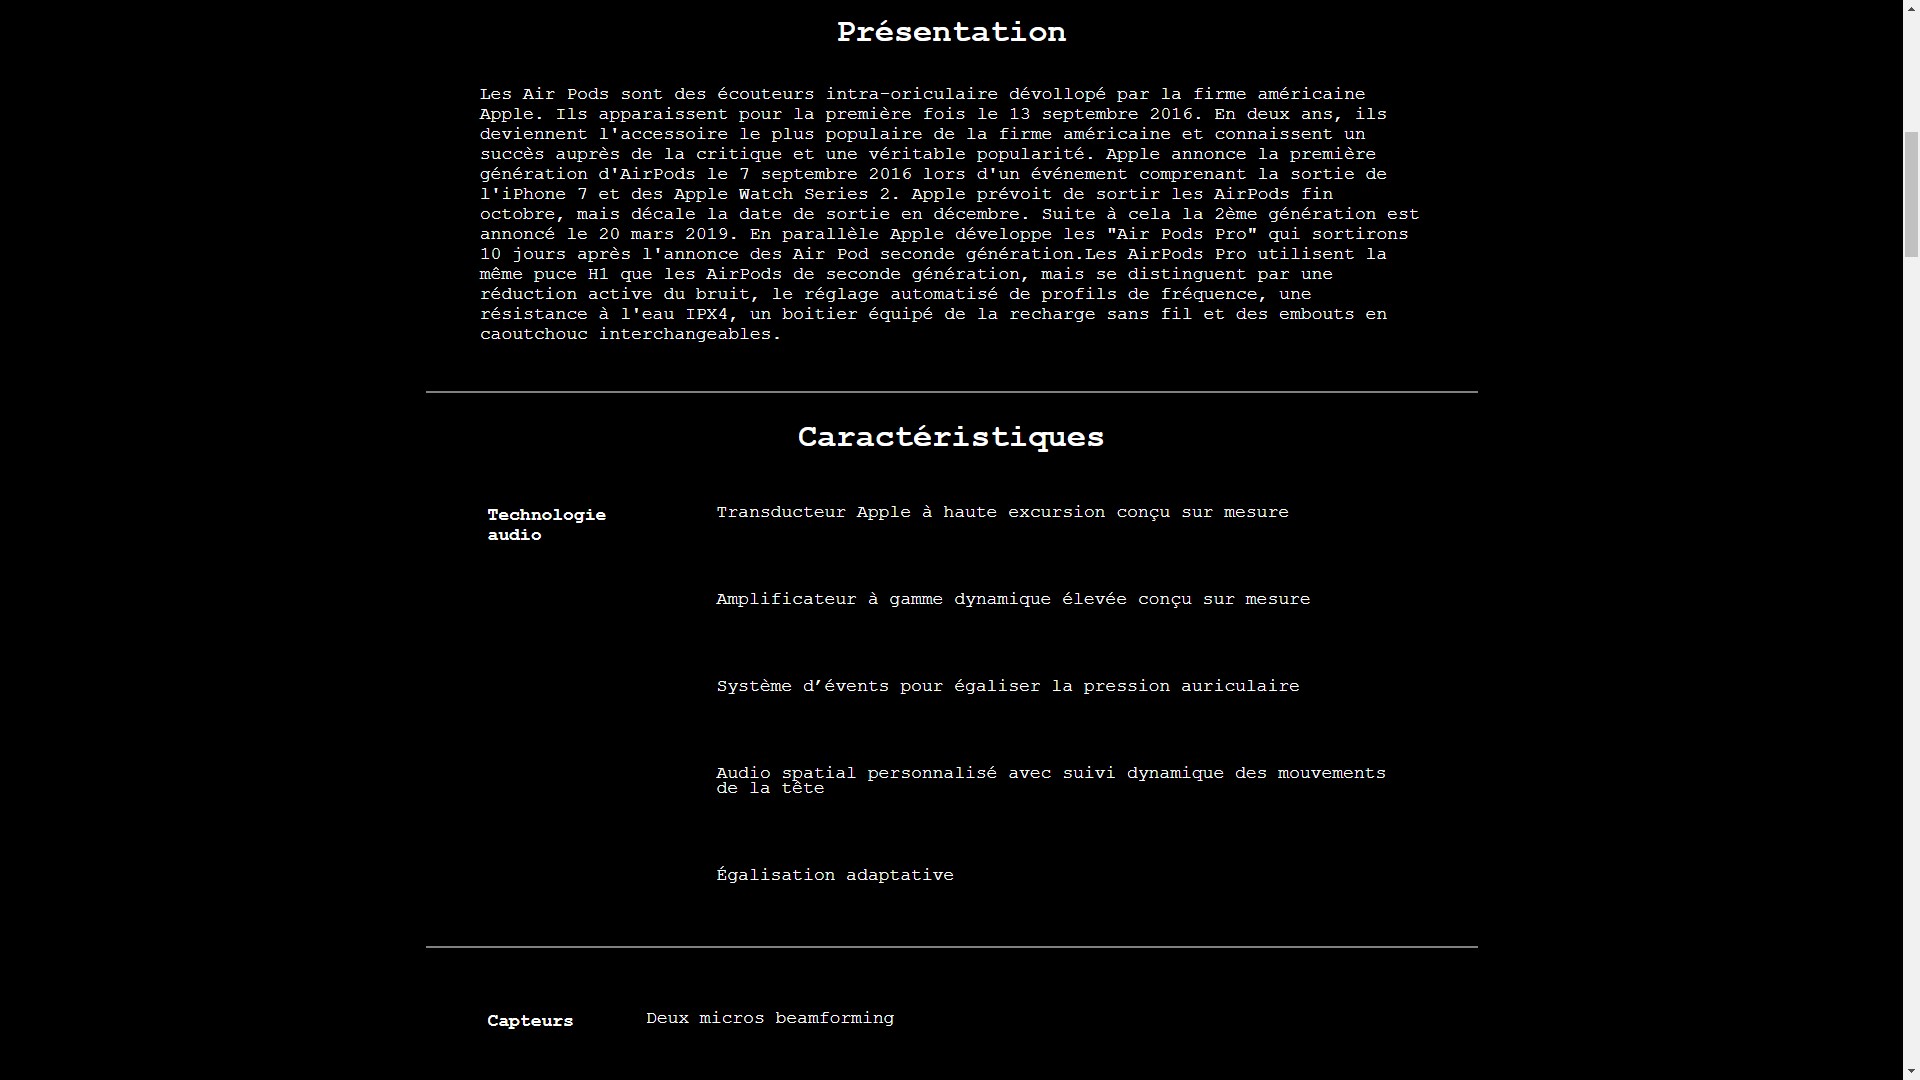 Présentation
Les Air Pods sont des écouteurs intra-oriculaire dévollopé par la firme américaine
Apple. Ils apparaissent pour la première fois le 13 septembre 2016. En deux ans, ils
deviennent l'accessoire le plus populaire de la firme américaine et connaissent un
succès auprès de la critique et une véritable popularité. Apple annonce la première
génération d'AirPods le 7 septembre 2016 lors d'un événement comprenant la sortie de
l'iPhone 7 et des Apple Watch Series 2. Apple prévoit de sortir les AirPods fin
octobre, mais décale la date de sortie en décembre. Suite à cela la 2ème génération est
annoncé le 20 mars 2019. En parallèle Apple développe les "Air Pods Pro" qui sortirons
10 jours après l'annonce des Air Pod seconde génération.Les AirPods Pro utilisent la
même puce H1 que les AirPods de seconde génération, mais se distinguent par une
réduction active du bruit, le réglage automatisé de profils de fréquence, une
résistance à l'eau IPX4, un boitier équipé de la recharge sans fil et des embouts en
caoutchouc interchangeables.
Caractéristiques
Technologie
audio
Transducteur Apple à haute excursion conçu sur mesure
Amplificateur à gamme dynamique élevée conçu sur mesure
Système d’évents pour égaliser la pression auriculaire
Audio spatial personnalisé avec suivi dynamique des mouvements
de la tête
Égalisation adaptative
Capteurs
Deux micros beamforming